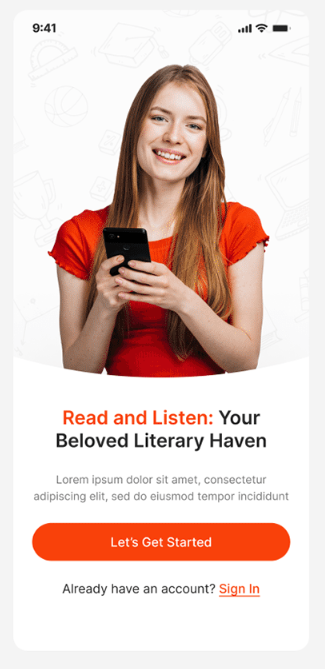 9:41
Read and Listen: Your
Beloved Literary Haven
Lorem ipsum dolor sit amet, consectetur
adipiscing elit, sed do eiusmod tempor incididunt
Let's Get Started
Already have an account? Sign In